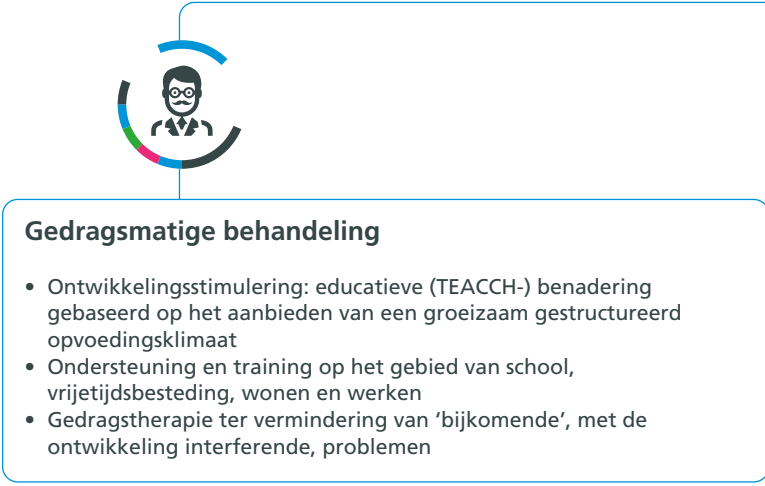 Gedragsmatige behandeling
• Ontwikkelingsstimulering: educatieve (TEACCH-) benadering
gebaseerd op het aanbieden van een groeizaam gestructureerd
opvoedingsklimaat
• Ondersteuning en training op het gebied van school,
vrijetijdsbesteding, wonen en werken
• Gedragstherapie ter vermindering van ‘bijkomende’, met de
ontwikkeling interferende, problemen